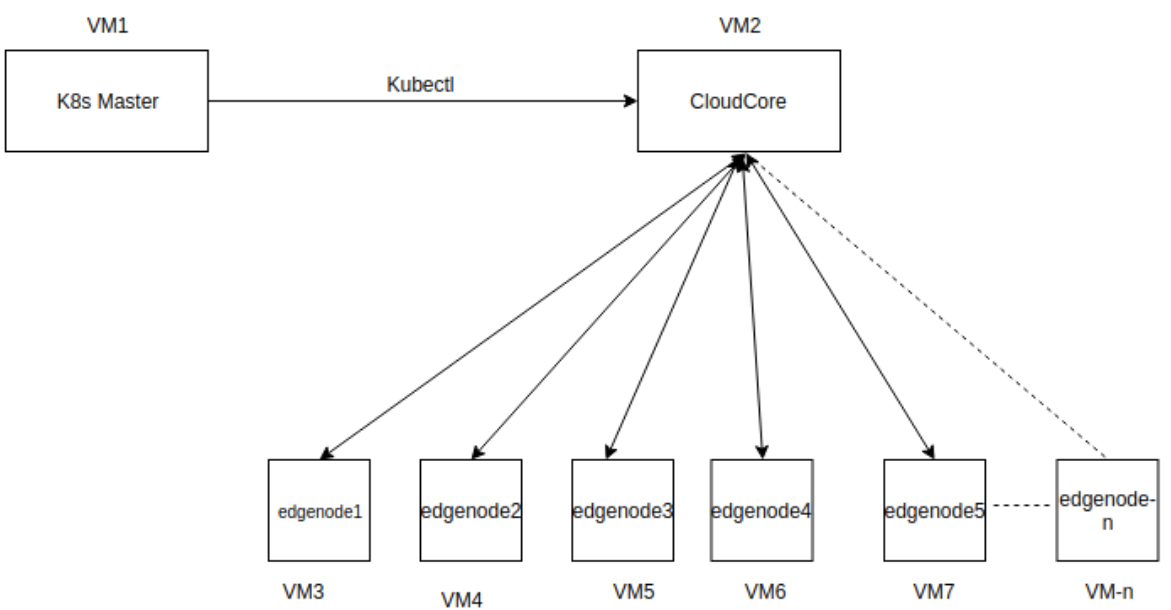 VM1
VM2
K8s Master
Kubectl
CloudCore
edgenode1
edgenode2
edgenode3
edgenode4
edgenode5
edgenode-
n
VM3
VM4
VM5
VM6
VM7
VM-n